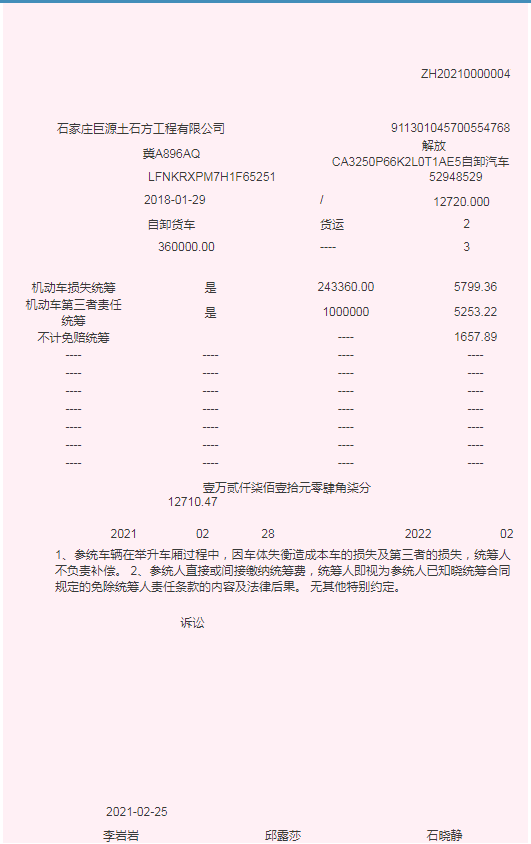 ZH20210000004
石家庄巨源土石方工程有限公司 911301045700554768
冀A896AQ 解放
CA3250P66K2L0T1AE5自卸汽车
LFNKRXPM7H1F65251 52948529
2018-01-29 / 12720.000
自卸货车 货运 2
360000.00 ---- 3
机动车损失统筹 是 243360.00 5799.36
机动车第三者责任
统筹 是 1000000 5253.22
不计免赔统筹 ---- 1657.89
---- ---- ---- ----
---- ---- ---- ----
---- ---- ---- ----
---- ---- ---- ----
---- ---- ---- ----
---- ---- ---- ----
---- ---- ---- ----
壹万贰仟柒佰壹拾元零肆角柒分
12710.47
2021 02 28 2022 02
1、参统车辆在举升车厢过程中，因车体失衡造成本车的损失及第三者的损失，统筹人
不负责补偿。 2、参统人直接或间接缴纳统筹费，统筹人即视为参统人已知晓统筹合同
规定的免除统筹人责任条款的内容及法律后果。 无其他特别约定。
诉讼
2021-02-25
李岩岩 邱露莎 石晓静